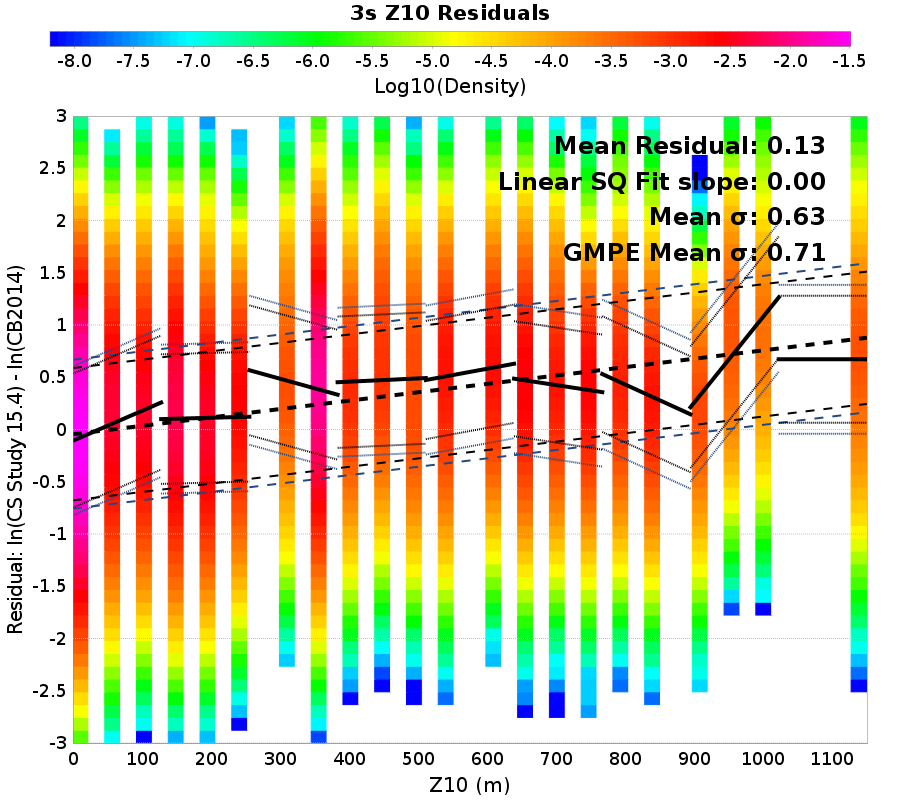 3s Z10 Residuals
-8.0 -7.5 -7.0 -6.5 -6.0 -5.5 -5.0 -4.5 -4.0 -3.5 -3.0 -2.5 -2.0 -1.5
Log10(Density)
Mean Residual: 0.13
Linear SQ Fit slope: 0.00
Mean σ: 0.63
GMPE Mean σ: 0.71
Residual: ln(CS Study 15.4) - ln(CB2014)
3
2.5
2
1.5
1
0.5
0
-0.5
-1
-1.5
-2
-2.5
-3
0 100 200 300 400 500 600 700 800 900 1000 1100
Z10 (m)